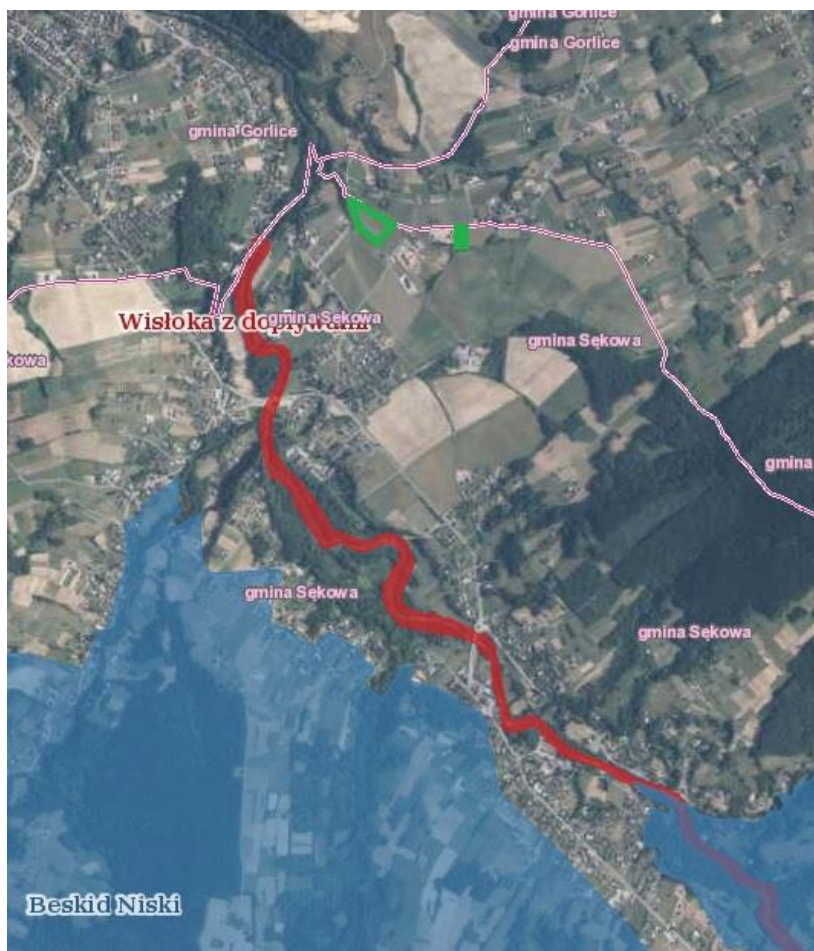 gmina Gorlice
gmina Gorlice
gmina Gorlice
Wisłoka z dopływami
gmina Sękowa
gmina Sękowa
kowa
gmina
gmina Sękowa
gmina Sękowa
Beskid Niski